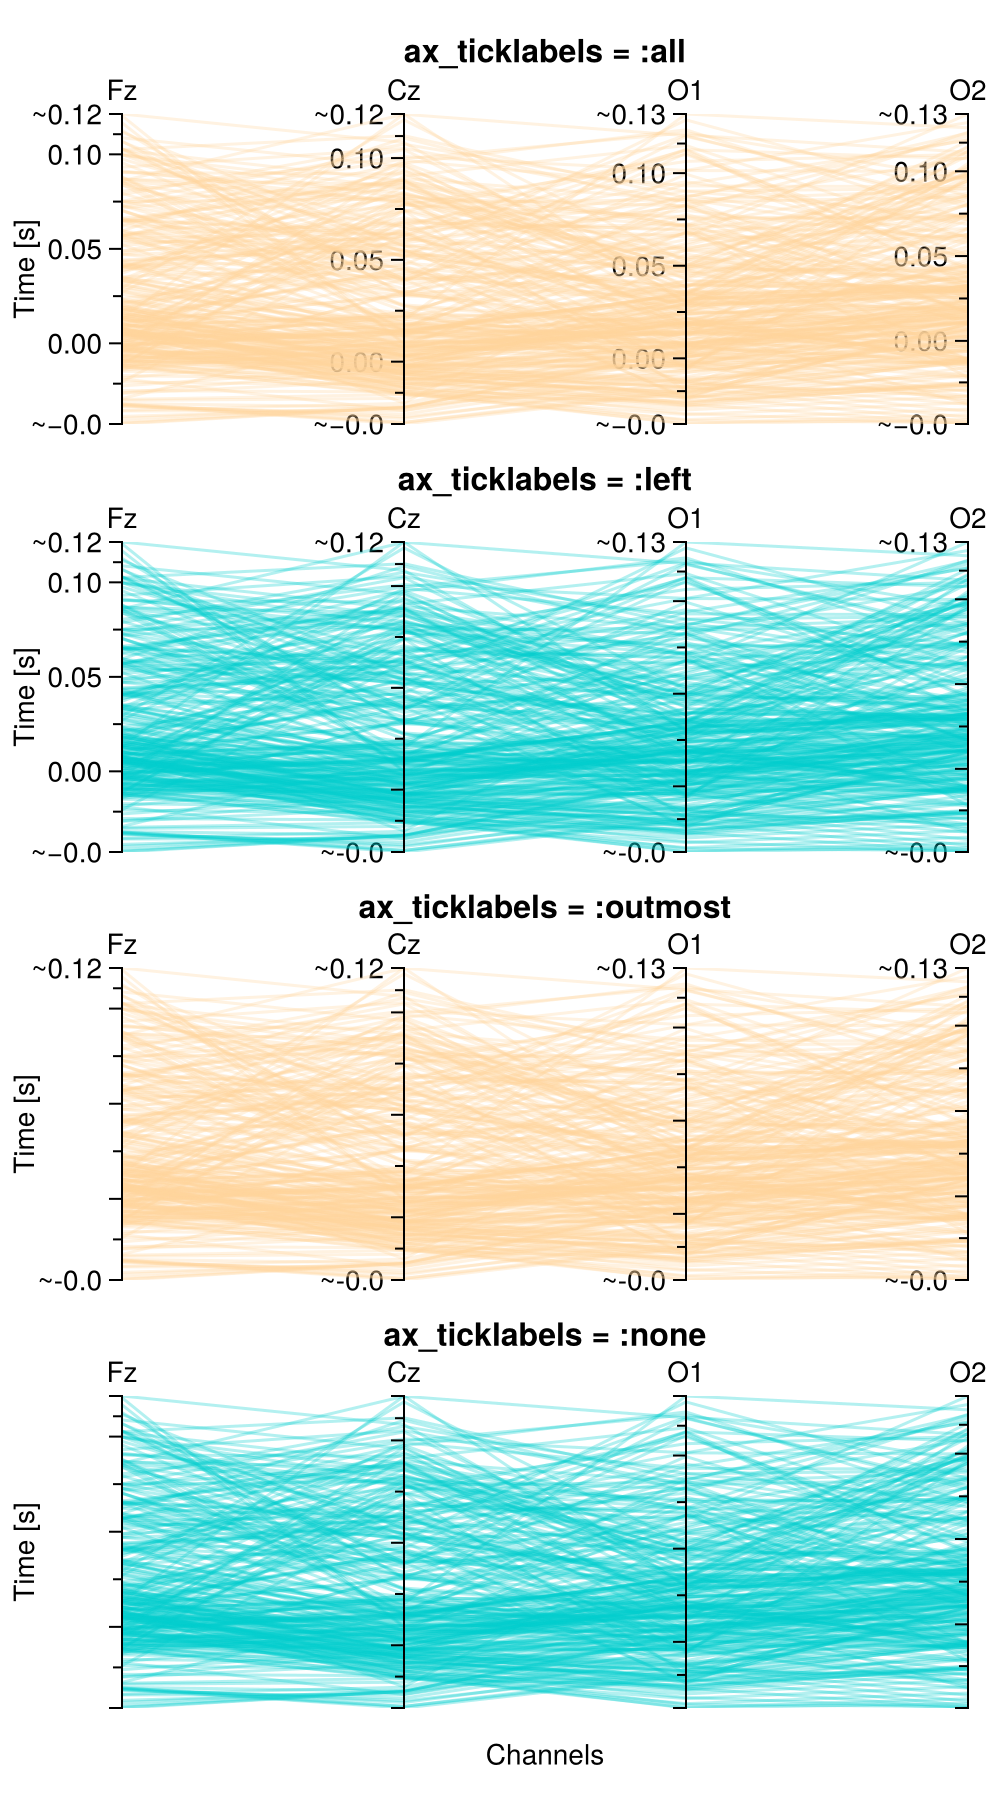 ax_ticklabels = :all
Fz Cz O1 O2
~0.12 ~0.12 ~0.13 ~0.13
0.10 0.10 0.10 0.10
0.05 0.05 0.05 0.05
Time [s]
0.00 0.00 0.00 0.00
~−0.0 ~−0.0 ~−0.0 ~−0.0
ax_ticklabels = :left
Fz Cz O1 O2
~0.12 ~0.12 ~0.13 ~0.13
0.10
0.05
Time [s]
0.00
~−0.0 ~-0.0 ~-0.0 ~-0.0
ax_ticklabels = :outmost
Fz Cz O1 O2
~0.12 ~0.12 ~0.13 ~0.13
Time [s]
~-0.0 ~-0.0 ~-0.0 ~-0.0
ax_ticklabels = :none
Fz Cz O1 O2
Time [s]
Channels